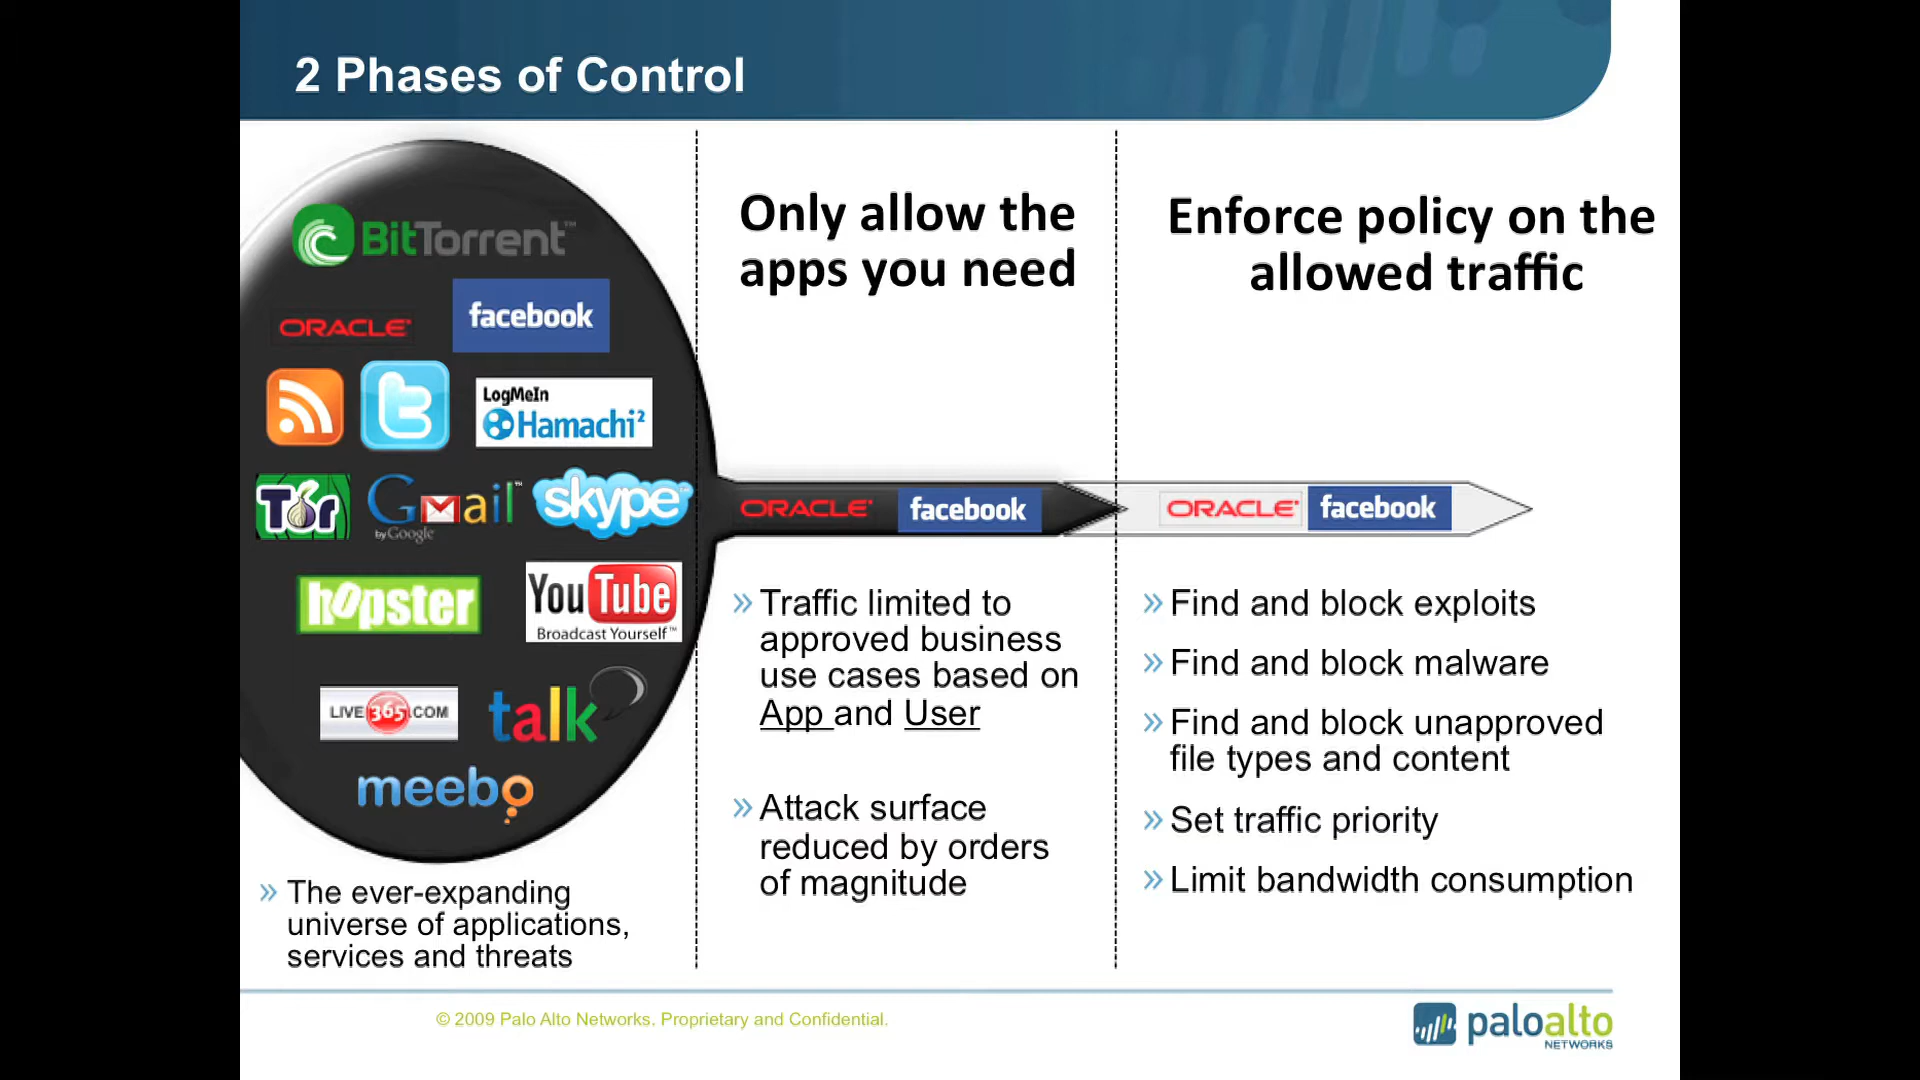 2 Phases of Control
BitTorrent™
ORACLE®
facebook
LogMeIn
Hamachi²
Tor
Gmail™
by Google
skype™
hopster
YouTube
Broadcast Yourself™
LIVE365.COM
talk
meebo
» The ever-expanding
universe of applications,
services and threats
Only allow the
apps you need
ORACLE® facebook
» Traffic limited to
approved business
use cases based on
App and User
» Attack surface
reduced by orders
of magnitude
Enforce policy on the
allowed traffic
ORACLE® facebook
» Find and block exploits
» Find and block malware
» Find and block unapproved
file types and content
» Set traffic priority
» Limit bandwidth consumption
© 2009 Palo Alto Networks. Proprietary and Confidential.
paloalto
NETWORKS